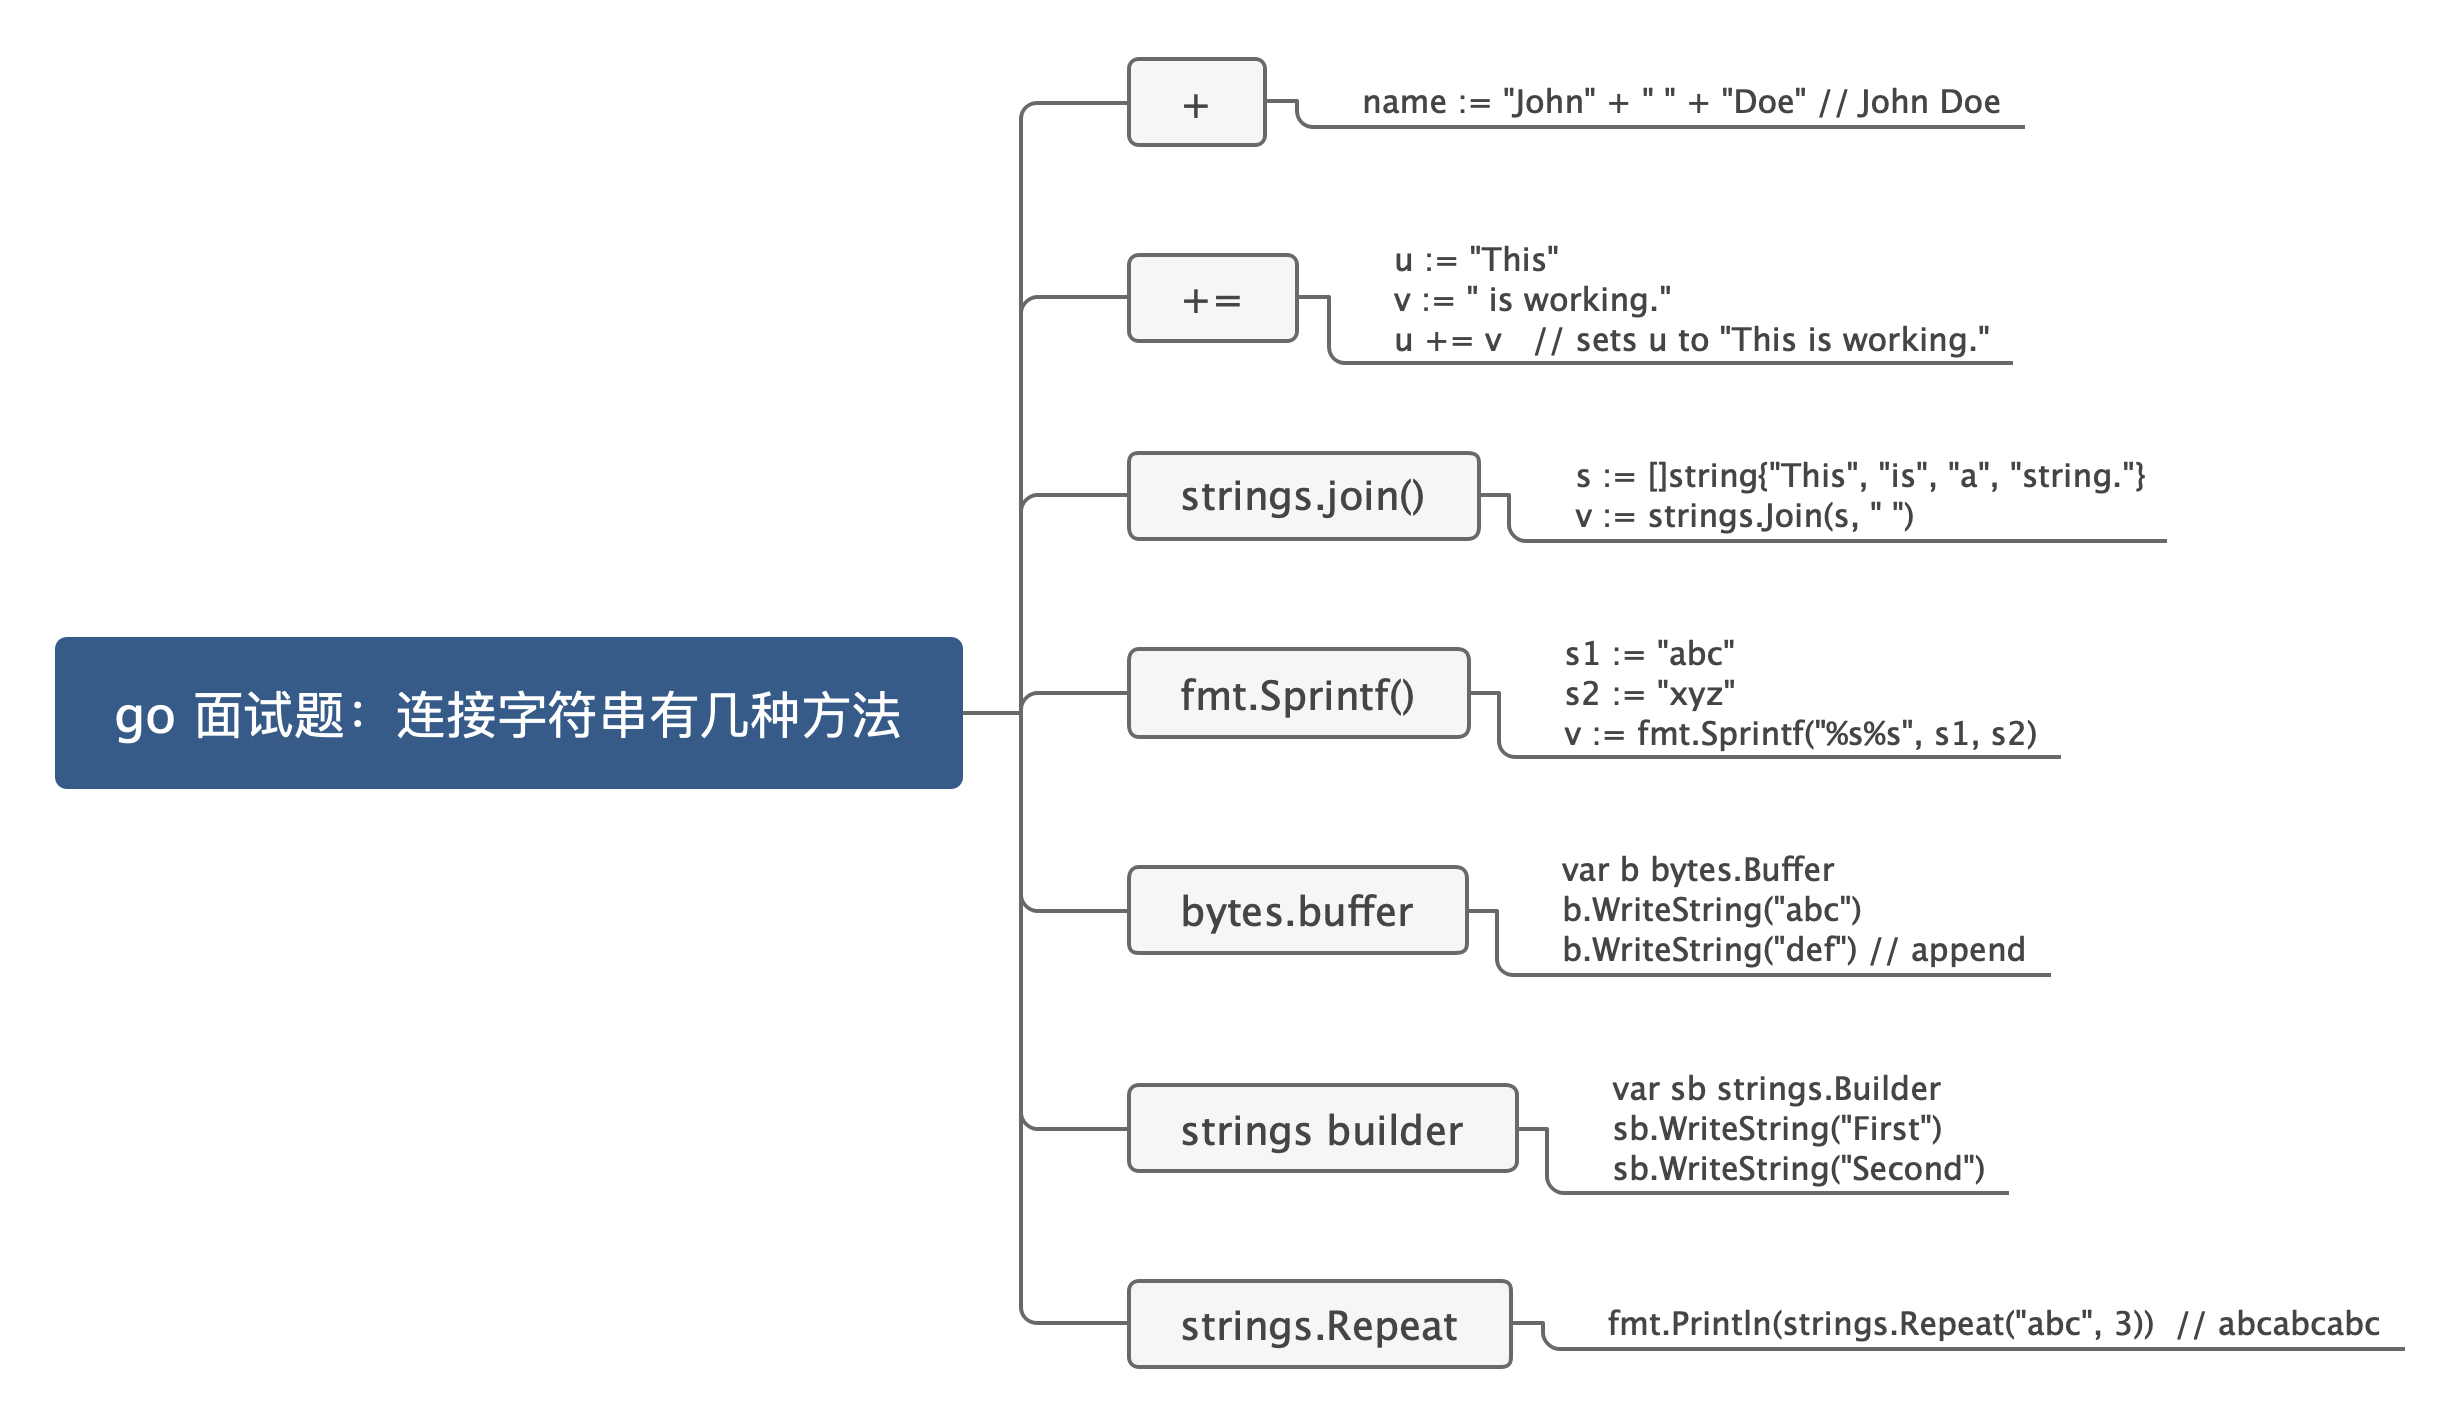 go 面试题：连接字符串有几种方法
+
name := "John" + " " + "Doe" // John Doe
+=
u := "This"
v := " is working."
u += v   // sets u to "This is working."
strings.join()
s := []string{"This", "is", "a", "string."}
v := strings.Join(s, " ")
fmt.Sprintf()
s1 := "abc"
s2 := "xyz"
v := fmt.Sprintf("%s%s", s1, s2)
bytes.buffer
var b bytes.Buffer
b.WriteString("abc")
b.WriteString("def") // append
strings builder
var sb strings.Builder
sb.WriteString("First")
sb.WriteString("Second")
strings.Repeat
fmt.Println(strings.Repeat("abc", 3))  // abcabcabc